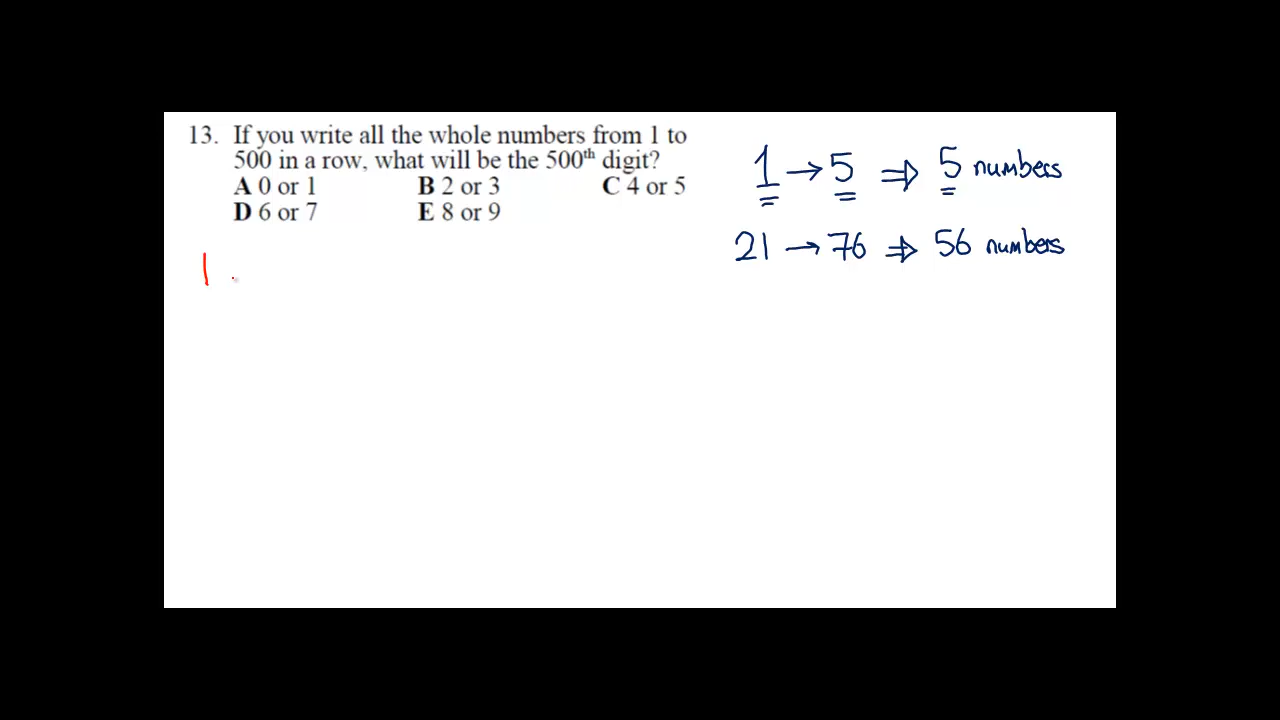 13. If you write all the whole numbers from 1 to
500 in a row, what will be the 500th digit?
A 0 or 1 B 2 or 3 C 4 or 5
D 6 or 7 E 8 or 9
1 → 5 ⇒ 5 numbers
21 → 76 ⇒ 56 numbers
1